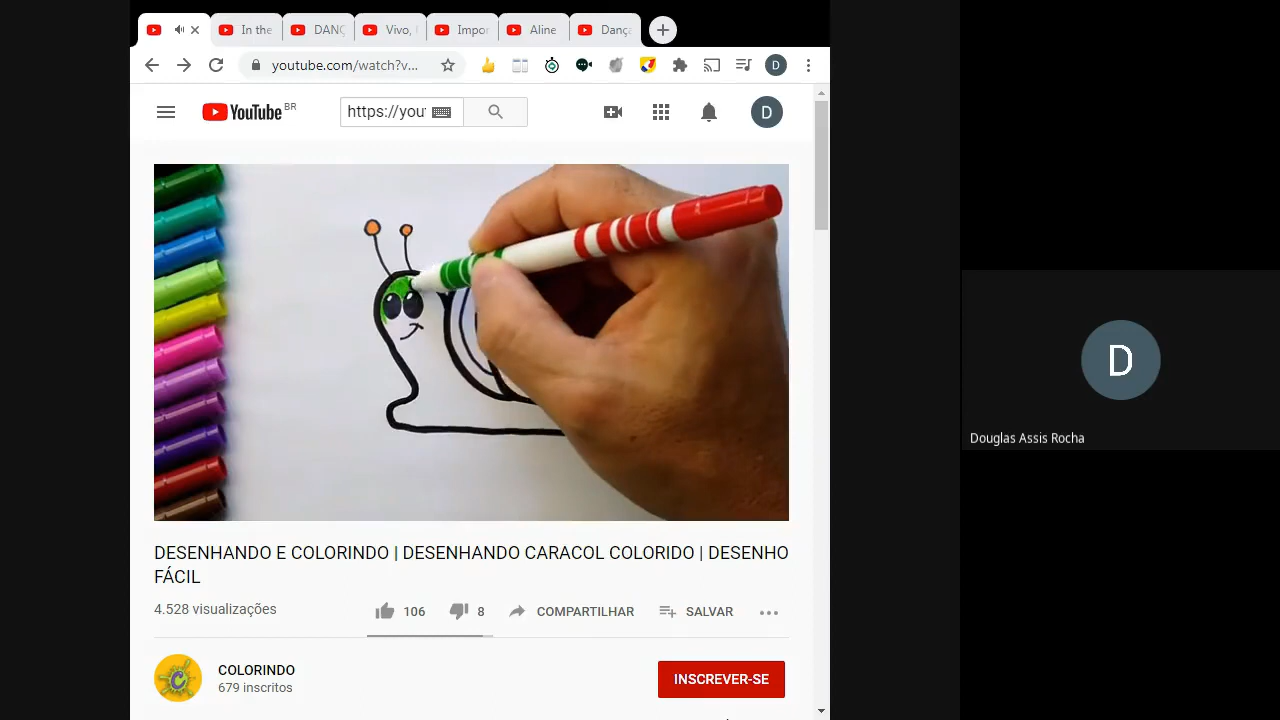 In the
DANÇ
Vivo,
Impor
Aline
Dança
youtube.com/watch?v...
D
YouTube BR
https://you
D
D
Douglas Assis Rocha
DESENHANDO E COLORINDO | DESENHANDO CARACOL COLORIDO | DESENHO
FÁCIL
4.528 visualizações
106
8
COMPARTILHAR
SALVAR
COLORINDO
679 inscritos
INSCREVER-SE